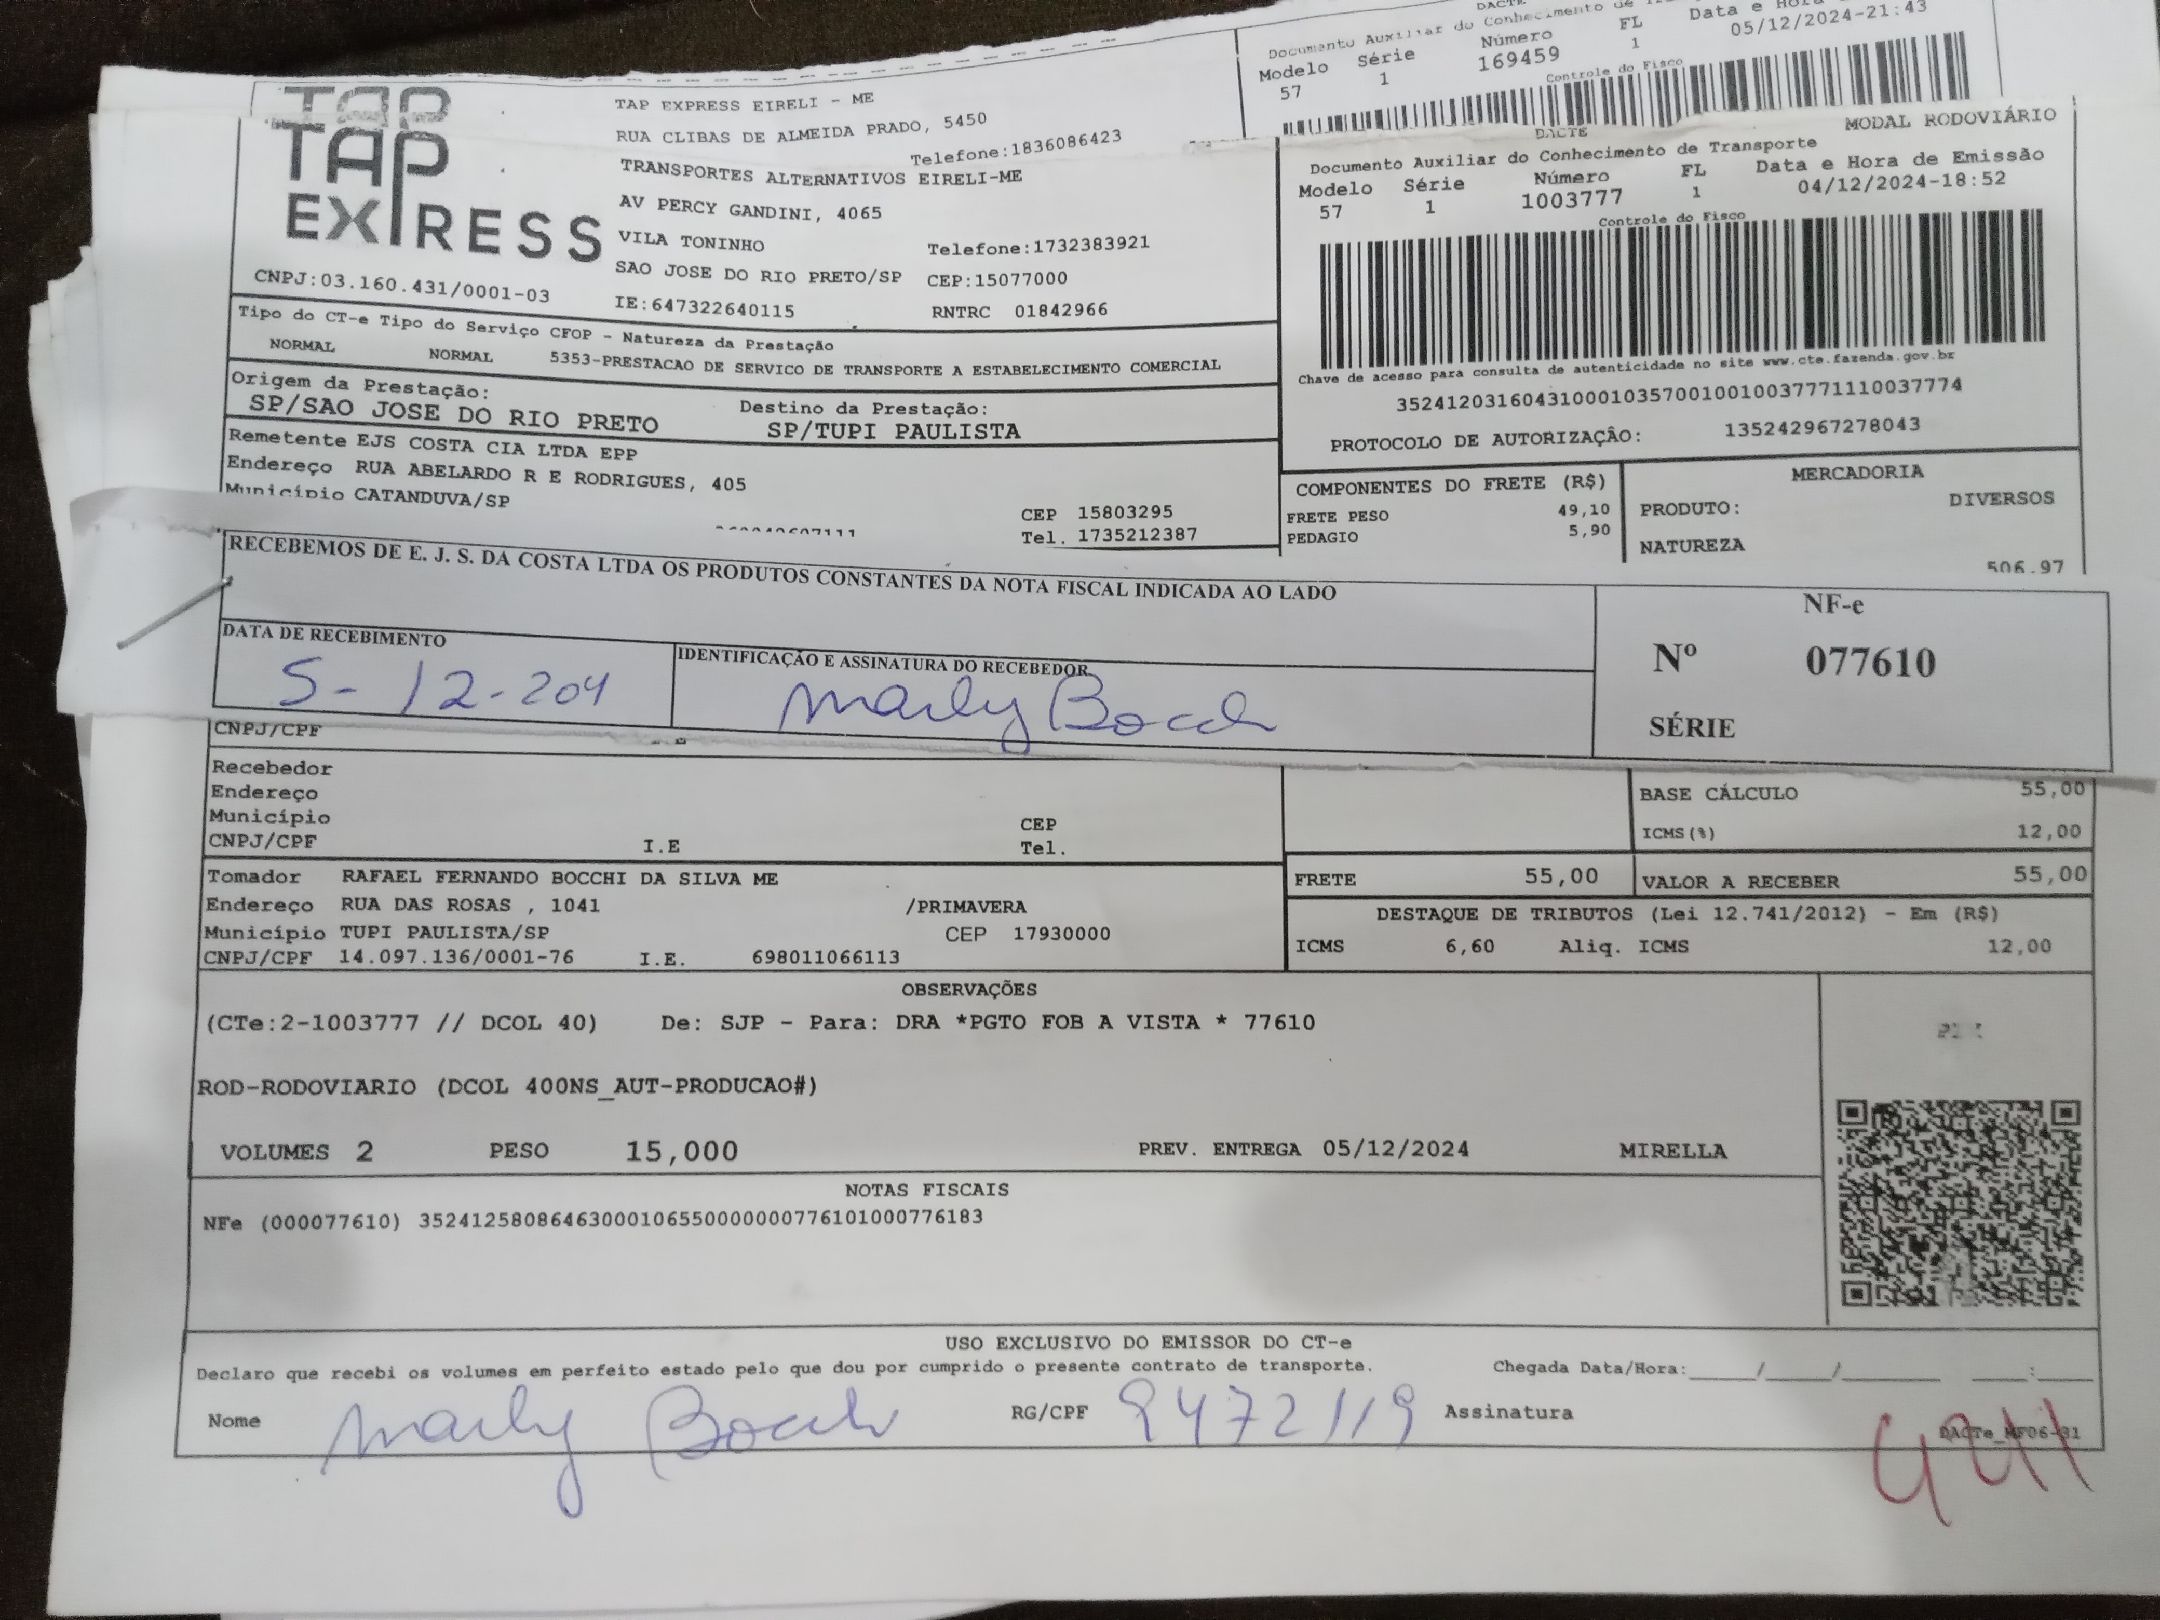 DACTE
Documento Auxiliar do Conhecimento de
Modelo Série Número FL Data e Hora
57 1 169459 1 05/12/2024-21:43
Controle do Fisco
TAP
TAP EXPRESS EIRELI - ME
RUA CLIBAS DE ALMEIDA PRADO, 5450
Telefone:1836086423
TAP EXPRESS
CNPJ:03.160.431/0001-03
TRANSPORTES ALTERNATIVOS EIRELI-ME
AV PERCY GANDINI, 4065
VILA TONINHO Telefone:1732383921
SAO JOSE DO RIO PRETO/SP CEP:15077000
IE:647322640115 RNTRC 01842966
DACTE MODAL RODOVIÁRIO
Documento Auxiliar do Conhecimento de Transporte
Modelo Série Número FL Data e Hora de Emissão
57 1 1003777 1 04/12/2024-18:52
Controle do Fisco
Chave de acesso para consulta de autenticidade no site www.cte.fazenda.gov.br
35241203160431000103570010010037771110037774
PROTOCOLO DE AUTORIZAÇÃO: 135242967278043
Tipo do CT-e Tipo do Serviço CFOP - Natureza da Prestação
NORMAL NORMAL 5353-PRESTACAO DE SERVICO DE TRANSPORTE A ESTABELECIMENTO COMERCIAL
Origem da Prestação: Destino da Prestação:
SP/SAO JOSE DO RIO PRETO SP/TUPI PAULISTA
Remetente EJS COSTA CIA LTDA EPP
Endereço RUA ABELARDO R E RODRIGUES, 405
Município CATANDUVA/SP CEP 15803295
Tel. 1735212387
COMPONENTES DO FRETE (R$)
FRETE PESO 49,10
PEDAGIO 5,90
MERCADORIA
PRODUTO: DIVERSOS
NATUREZA
506.97
RECEBEMOS DE E. J. S. DA COSTA LTDA OS PRODUTOS CONSTANTES DA NOTA FISCAL INDICADA AO LADO
DATA DE RECEBIMENTO IDENTIFICAÇÃO E ASSINATURA DO RECEBEDOR
5-12-204 Marly Bocch
NF-e
Nº 077610
SÉRIE
CNPJ/CPF
Recebedor
Endereço
Município CEP
CNPJ/CPF I.E Tel.
BASE CÁLCULO 55,00
ICMS(%) 12,00
Tomador RAFAEL FERNANDO BOCCHI DA SILVA ME
Endereço RUA DAS ROSAS , 1041 /PRIMAVERA
Município TUPI PAULISTA/SP CEP 17930000
CNPJ/CPF 14.097.136/0001-76 I.E. 698011066113
FRETE 55,00 VALOR A RECEBER 55,00
DESTAQUE DE TRIBUTOS (Lei 12.741/2012) - Em (R$)
ICMS 6,60 Aliq. ICMS 12,00
OBSERVAÇÕES
(CTe:2-1003777 // DCOL 40) De: SJP - Para: DRA *PGTO FOB A VISTA * 77610
ROD-RODOVIARIO (DCOL 400NS_AUT-PRODUCAO#)
VOLUMES 2 PESO 15,000 PREV. ENTREGA 05/12/2024 MIRELLA
NOTAS FISCAIS
NFe (000077610) 35241258086463000106550000000776101000776183
USO EXCLUSIVO DO EMISSOR DO CT-e
Declaro que recebi os volumes em perfeito estado pelo que dou por cumprido o presente contrato de transporte. Chegada Data/Hora:_____/_____/_______ ____:____
Nome Marly Bocch RG/CPF 9472119 Assinatura
DACTe_MF06-31